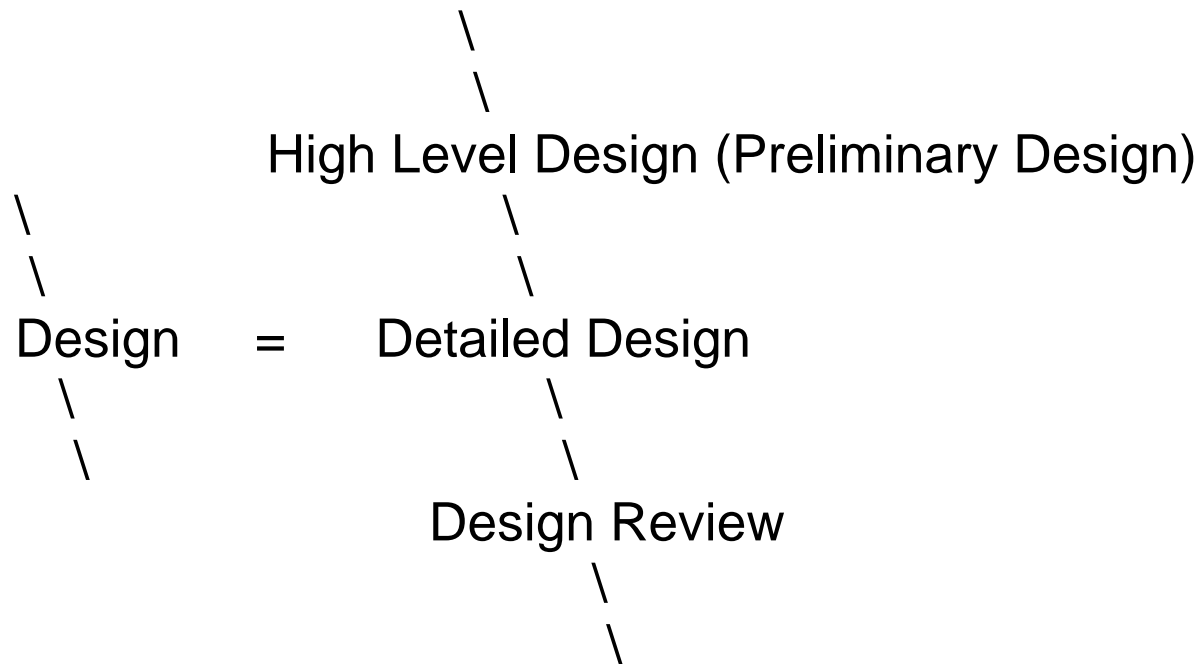 \
\
High Level Design (Preliminary Design)
\ \
\ \
Design = Detailed Design
\ \
\ \
Design Review
\
\